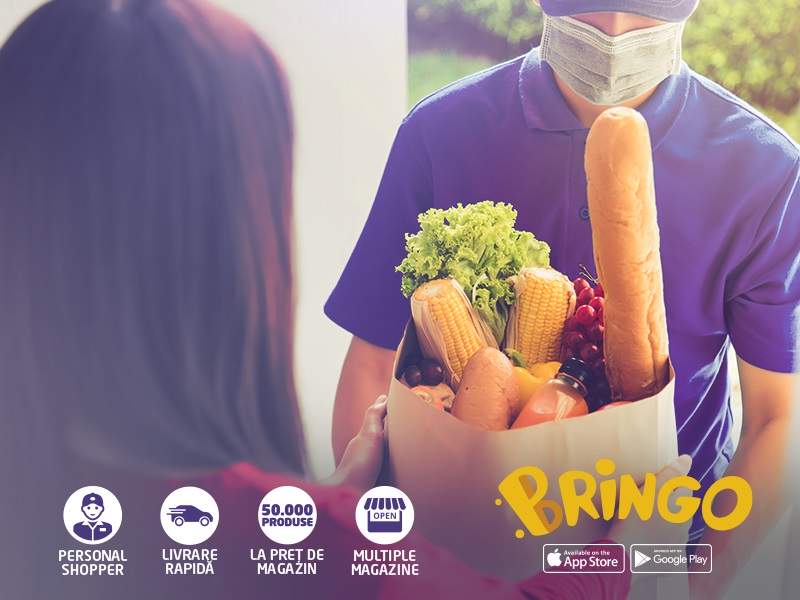 50.000
PRODUSE
OPEN
PERSONAL
SHOPPER
LIVRARE
RAPIDĂ
LA PREȚ DE
MAGAZIN
MULTIPLE
MAGAZINE
BRINGO
Available on the
App Store
Google Play